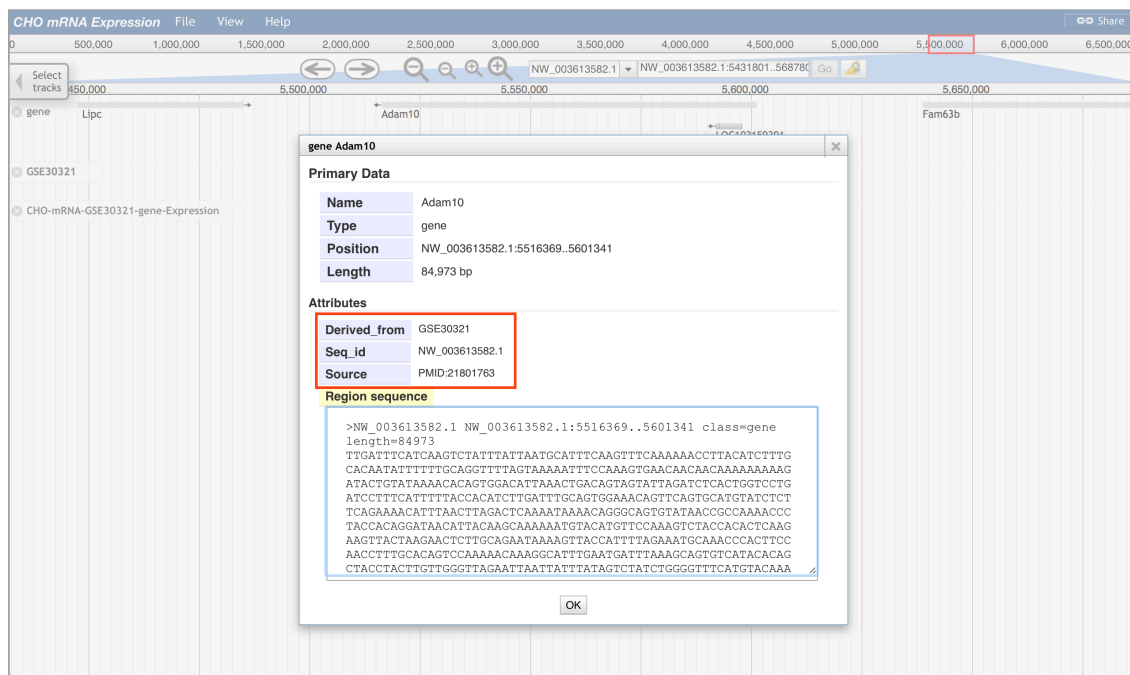 CHO mRNA Expression File View Help Share
0 500,000 1,000,000 1,500,000 2,000,000 2,500,000 3,000,000 3,500,000 4,000,000 4,500,000 5,000,000 5,500,000 6,000,000 6,500,000
Select
tracks
NW_003613582.1 NW_003613582.1:5431801..568780 Go
450,000 5,500,000 5,550,000 5,600,000 5,650,000
gene Lipc Adam10 Fam63b
gene Adam10
Primary Data
Name Adam10
Type gene
Position NW_003613582.1:5516369..5601341
Length 84,973 bp
Attributes
Derived_from GSE30321
Seq_id NW_003613582.1
Source PMID:21801763
Region sequence
>NW_003613582.1 NW_003613582.1:5516369..5601341 class=gene
length=84973
TTGATTTCATCAAGTCTATTTATTAATGCATTTCAAGTTTCAAAAAACCTTACATCTTTG
CACAATATTTTTTGCAGGTTTTAGTAAAAATTTCCAAAGTGAACAACAACAAAAAAAAAG
ATACTGTATAAAACACAGTGGACATTAAACTGACAGTAGTATTAGATCTCACTGGTCCTG
ATCCTTTCATTTTTACCACATCTTGATTTGCAGTGGAAACAGTTCAGTGCATGTATCTCT
TCAGAAAACATTTAACTTAGACTCAAAATAAAACAGGGCAGTGTATAACCGCCAAAACCC
TACCACAGGATAACATTACAAGCAAAAAATGTACATGTTCCAAAGTCTACCACACTCAAG
AAGTTACTAAGAACTCTTGCAGAATAAAAGTTACCATTTTAGAAATGCAAACCCACTTCC
AACCTTTGCACAGTCCAAAAACAAAGGCATTTGAATGATTTAAAGCAGTGTCATACACAG
CTACCTACTTGTTGGGTTAGAATTAATTATTTATAGTCTATCTGGGGTTTCATGTACAAA
OK
GSE30321
CHO-mRNA-GSE30321-gene-Expression